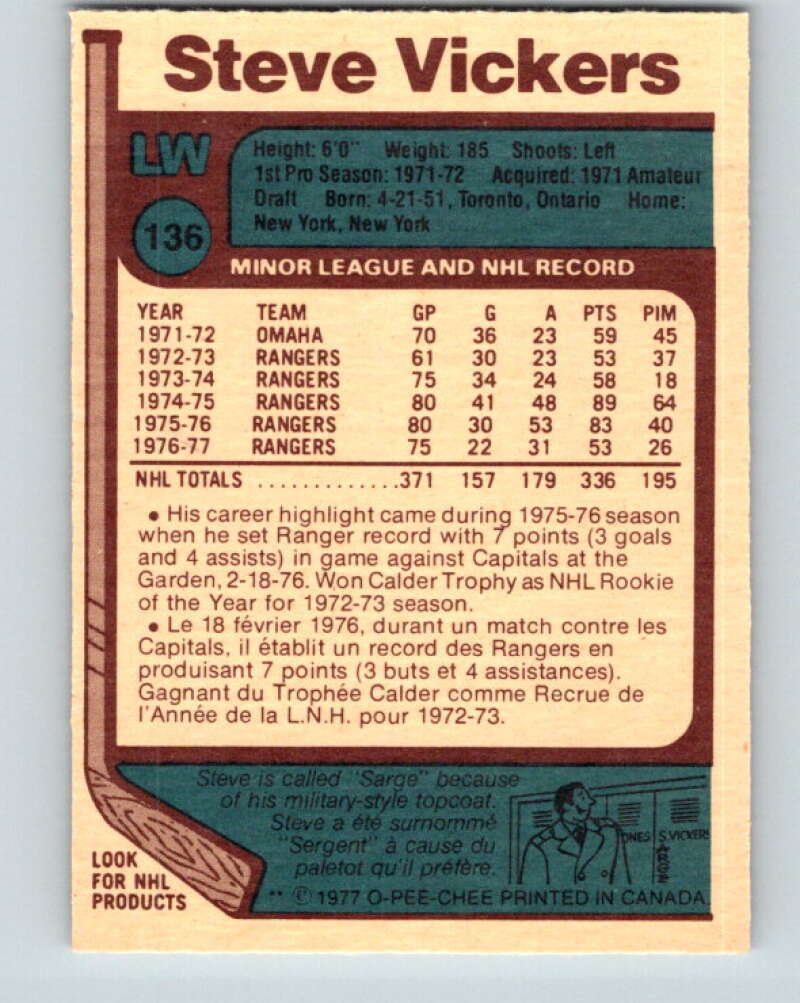 Steve Vickers
LW
136
Height: 6'0" Weight: 185 Shoots: Left
1st Pro Season: 1971-72 Acquired: 1971 Amateur
Draft Born: 4-21-51, Toronto, Ontario Home:
New York, New York
MINOR LEAGUE AND NHL RECORD
YEAR TEAM GP G A PTS PIM
1971-72 OMAHA 70 36 23 59 45
1972-73 RANGERS 61 30 23 53 37
1973-74 RANGERS 75 34 24 58 18
1974-75 RANGERS 80 41 48 89 64
1975-76 RANGERS 80 30 53 83 40
1976-77 RANGERS 75 22 31 53 26
NHL TOTALS .............371 157 179 336 195
• His career highlight came during 1975-76 season
when he set Ranger record with 7 points (3 goals
and 4 assists) in game against Capitals at the
Garden, 2-18-76. Won Calder Trophy as NHL Rookie
of the Year for 1972-73 season.
• Le 18 février 1976, durant un match contre les
Capitals, il établit un record des Rangers en
produisant 7 points (3 buts et 4 assistances).
Gagnant du Trophée Calder comme Recrue de
l'Année de la L.N.H. pour 1972-73.
Steve is called "Sarge" because
of his military-style topcoat.
Steve a été surnommé
"Sergent" à cause du
paletot qu'il préfère.
ONES S.VICKERS
SARGE
LOOK
FOR NHL
PRODUCTS
** © 1977 O-PEE-CHEE PRINTED IN CANADA